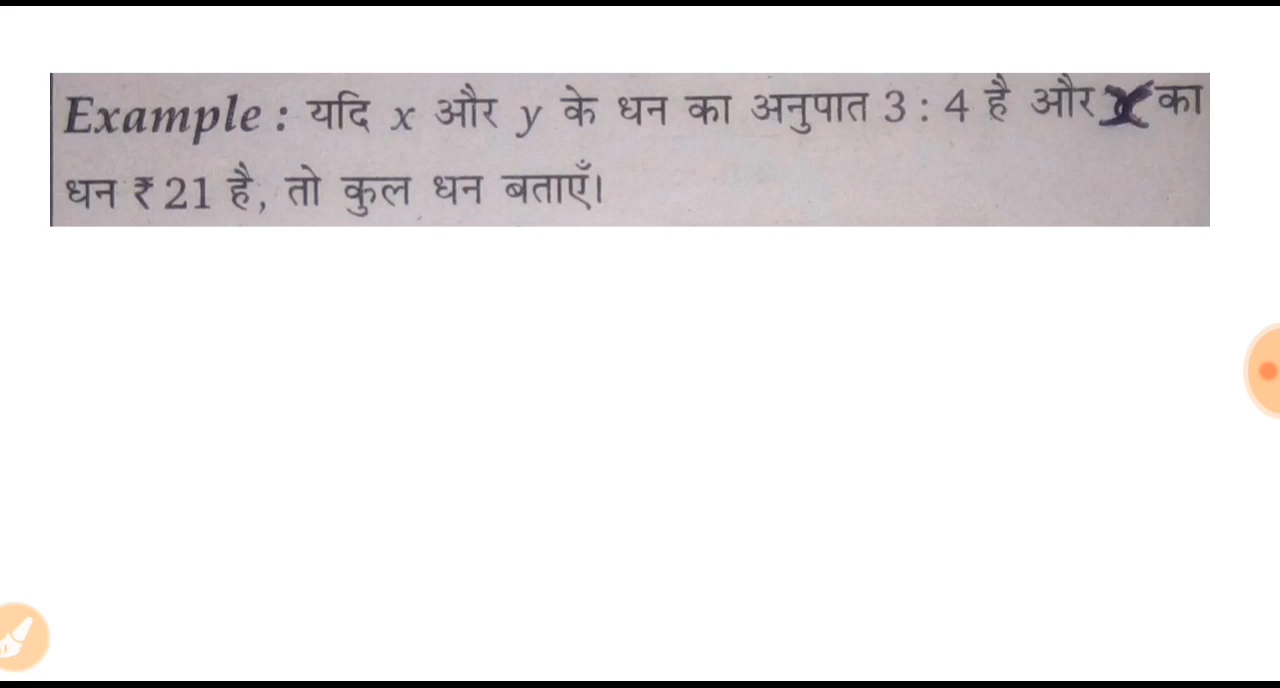 Example : यदि x और y के धन का अनुपात 3 : 4 है और x का
धन ₹ 21 है, तो कुल धन बताएँ।